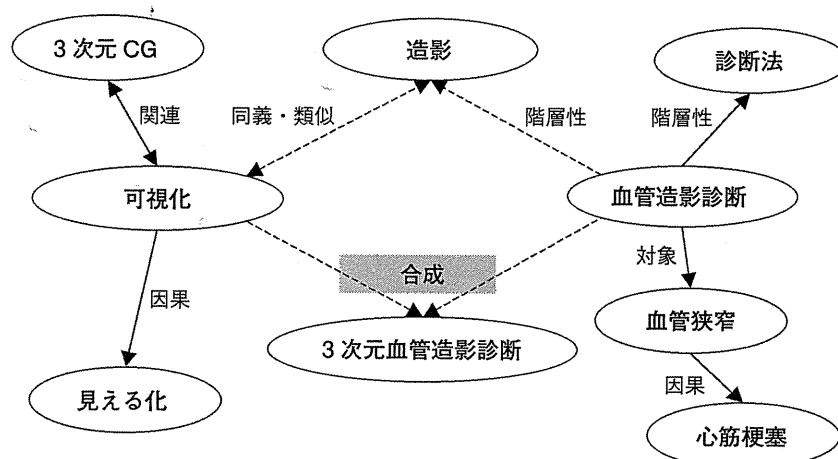 3次元CG
造影
診断法
関連
同義・類似
階層性
階層性
可視化
血管造影診断
合成
対象
因果
血管狭窄
3次元血管造影診断
因果
見える化
心筋梗塞